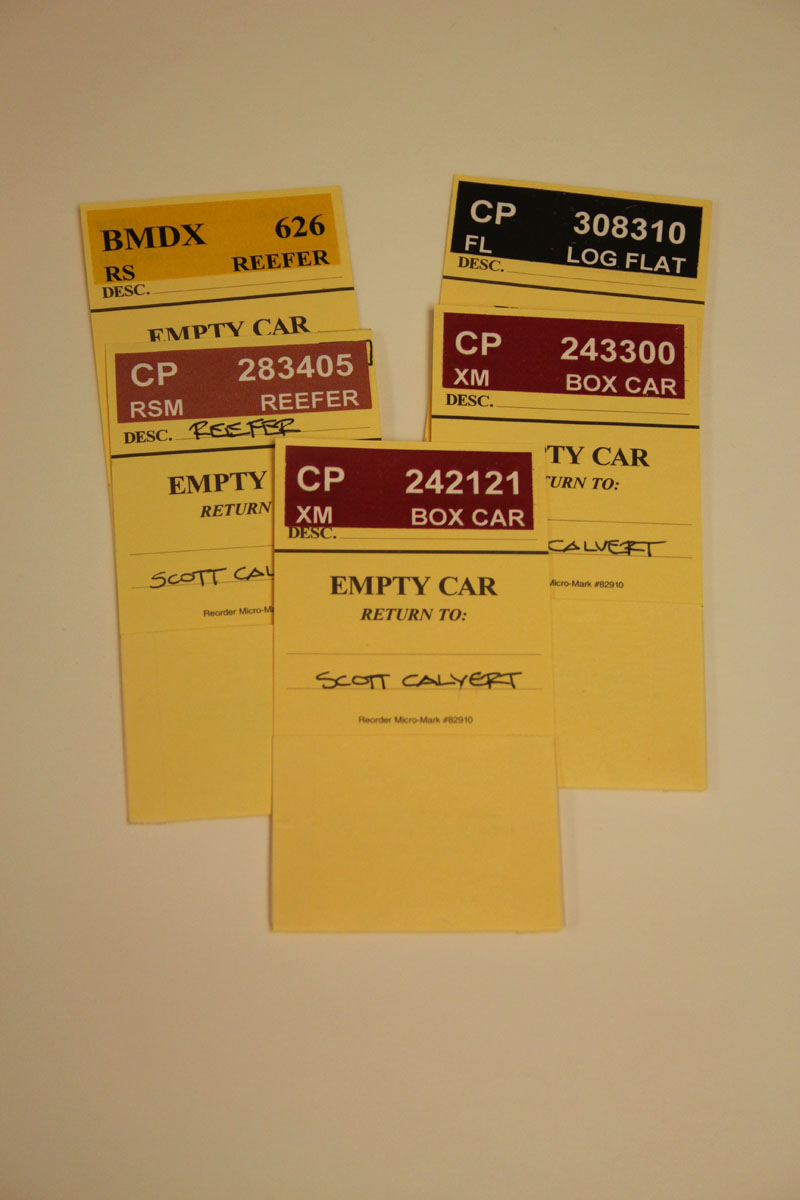 BMDX 626
RS REEFER
DESC.
EMPTY CAR
CP 308310
FL LOG FLAT
DESC.
CP 283405
RSM REEFER
DESC. REEFER
EMPTY
RETURN
SCOTT CAL
Reorder Micro-M
CP 243300
XM BOX CAR
DESC.
TY CAR
URN TO:
CALVERT
Micro-Mark #82910
CP 242121
XM BOX CAR
DESC.
EMPTY CAR
RETURN TO:
SCOTT CALVERT
Reorder Micro-Mark #82910